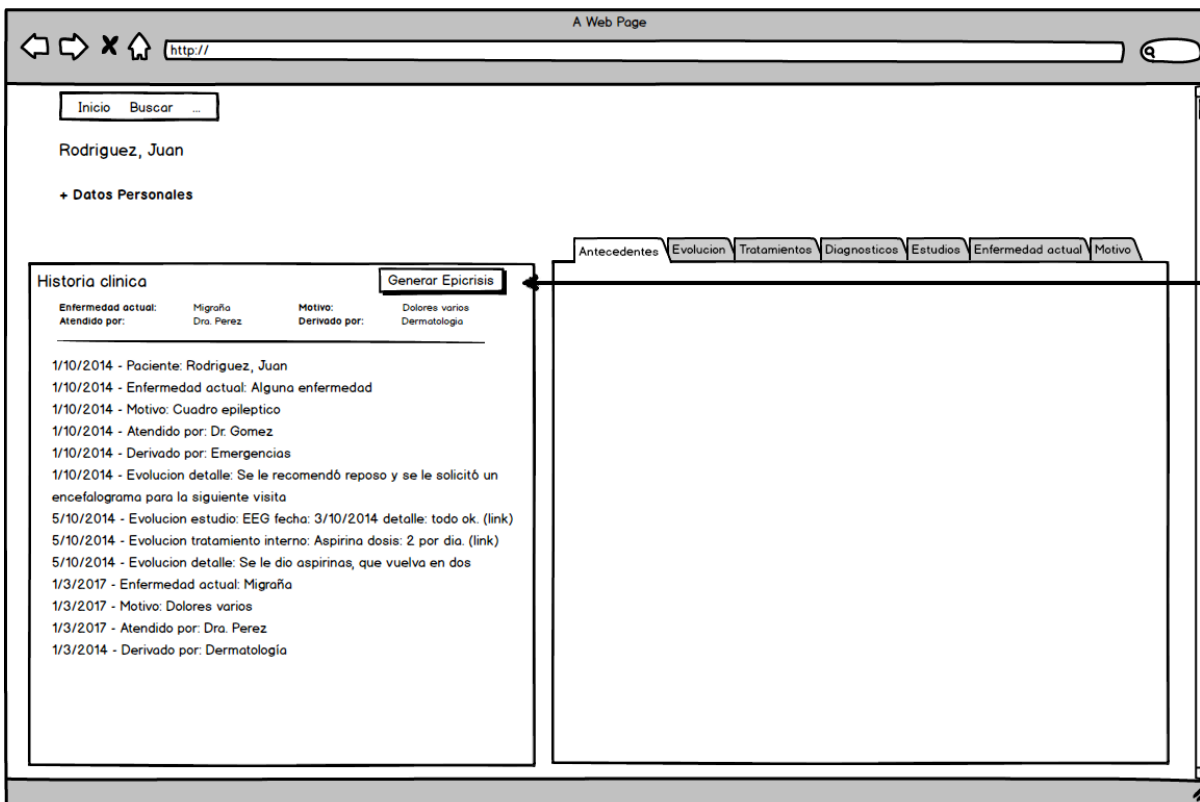 A Web Page
http://
Inicio Buscar ...
Rodriguez, Juan
+ Datos Personales
Antecedentes Evolucion Tratamientos Diagnosticos Estudios Enfermedad actual Motivo
Historia clinica Generar Epicrisis
Enfermedad actual: Migraña Motivo: Dolores varios
Atendido por: Dra. Perez Derivado por: Dermatologia
1/10/2014 - Paciente: Rodriguez, Juan
1/10/2014 - Enfermedad actual: Alguna enfermedad
1/10/2014 - Motivo: Cuadro epileptico
1/10/2014 - Atendido por: Dr. Gomez
1/10/2014 - Derivado por: Emergencias
1/10/2014 - Evolucion detalle: Se le recomendó reposo y se le solicitó un
encefalograma para la siguiente visita
5/10/2014 - Evolucion estudio: EEG fecha: 3/10/2014 detalle: todo ok. (link)
5/10/2014 - Evolucion tratamiento interno: Aspirina dosis: 2 por dia. (link)
5/10/2014 - Evolucion detalle: Se le dio aspirinas, que vuelva en dos
1/3/2017 - Enfermedad actual: Migraña
1/3/2017 - Motivo: Dolores varios
1/3/2017 - Atendido por: Dra. Perez
1/3/2014 - Derivado por: Dermatología